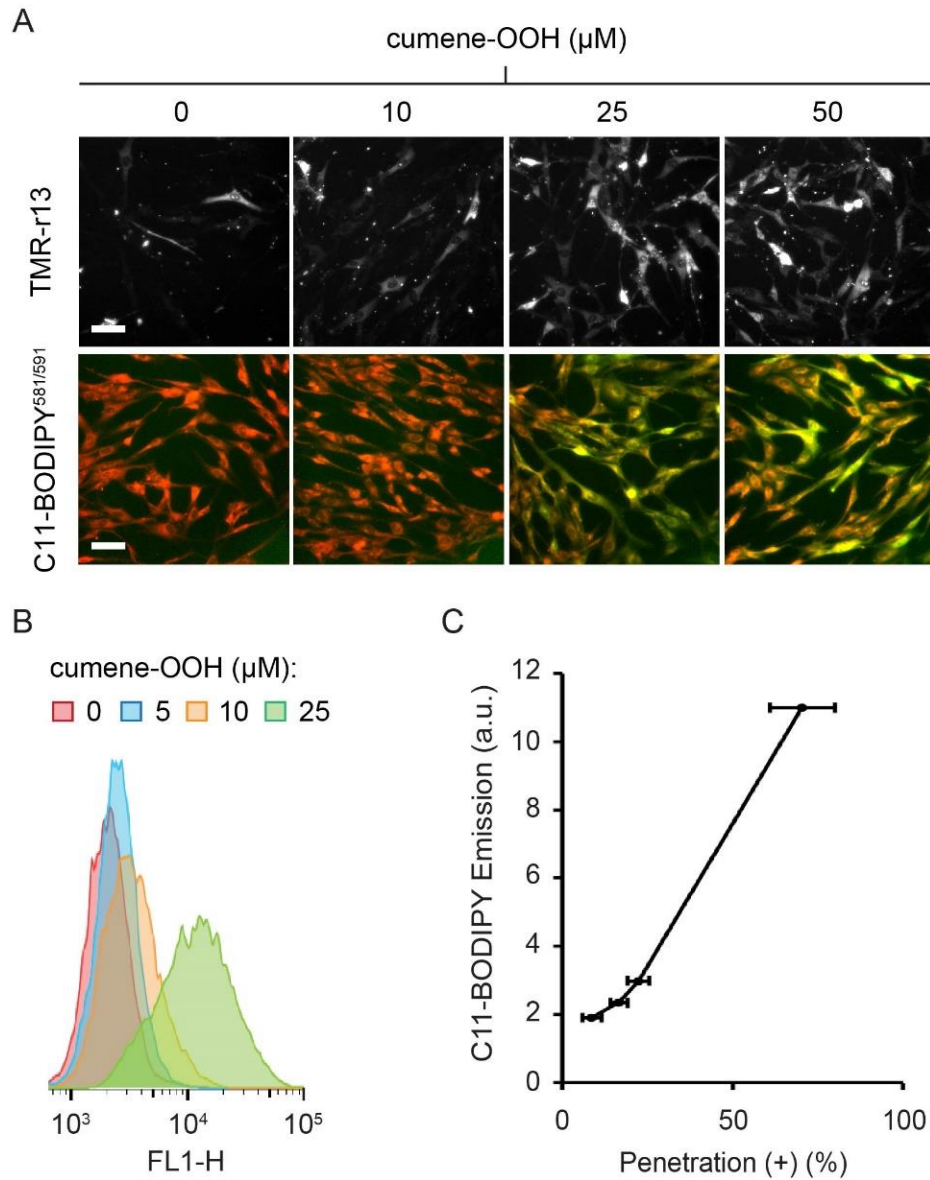 A
cumene-OOH (µM)
0 10 25 50
TMR-r13
C11-BODIPY581/591
B
cumene-OOH (µM):
0 5 10 25
10³ 10⁴ 10⁵
FL1-H
C
12
10
8
6
4
2
0
C11-BODIPY Emission (a.u.)
0 50 100
Penetration (+) (%)